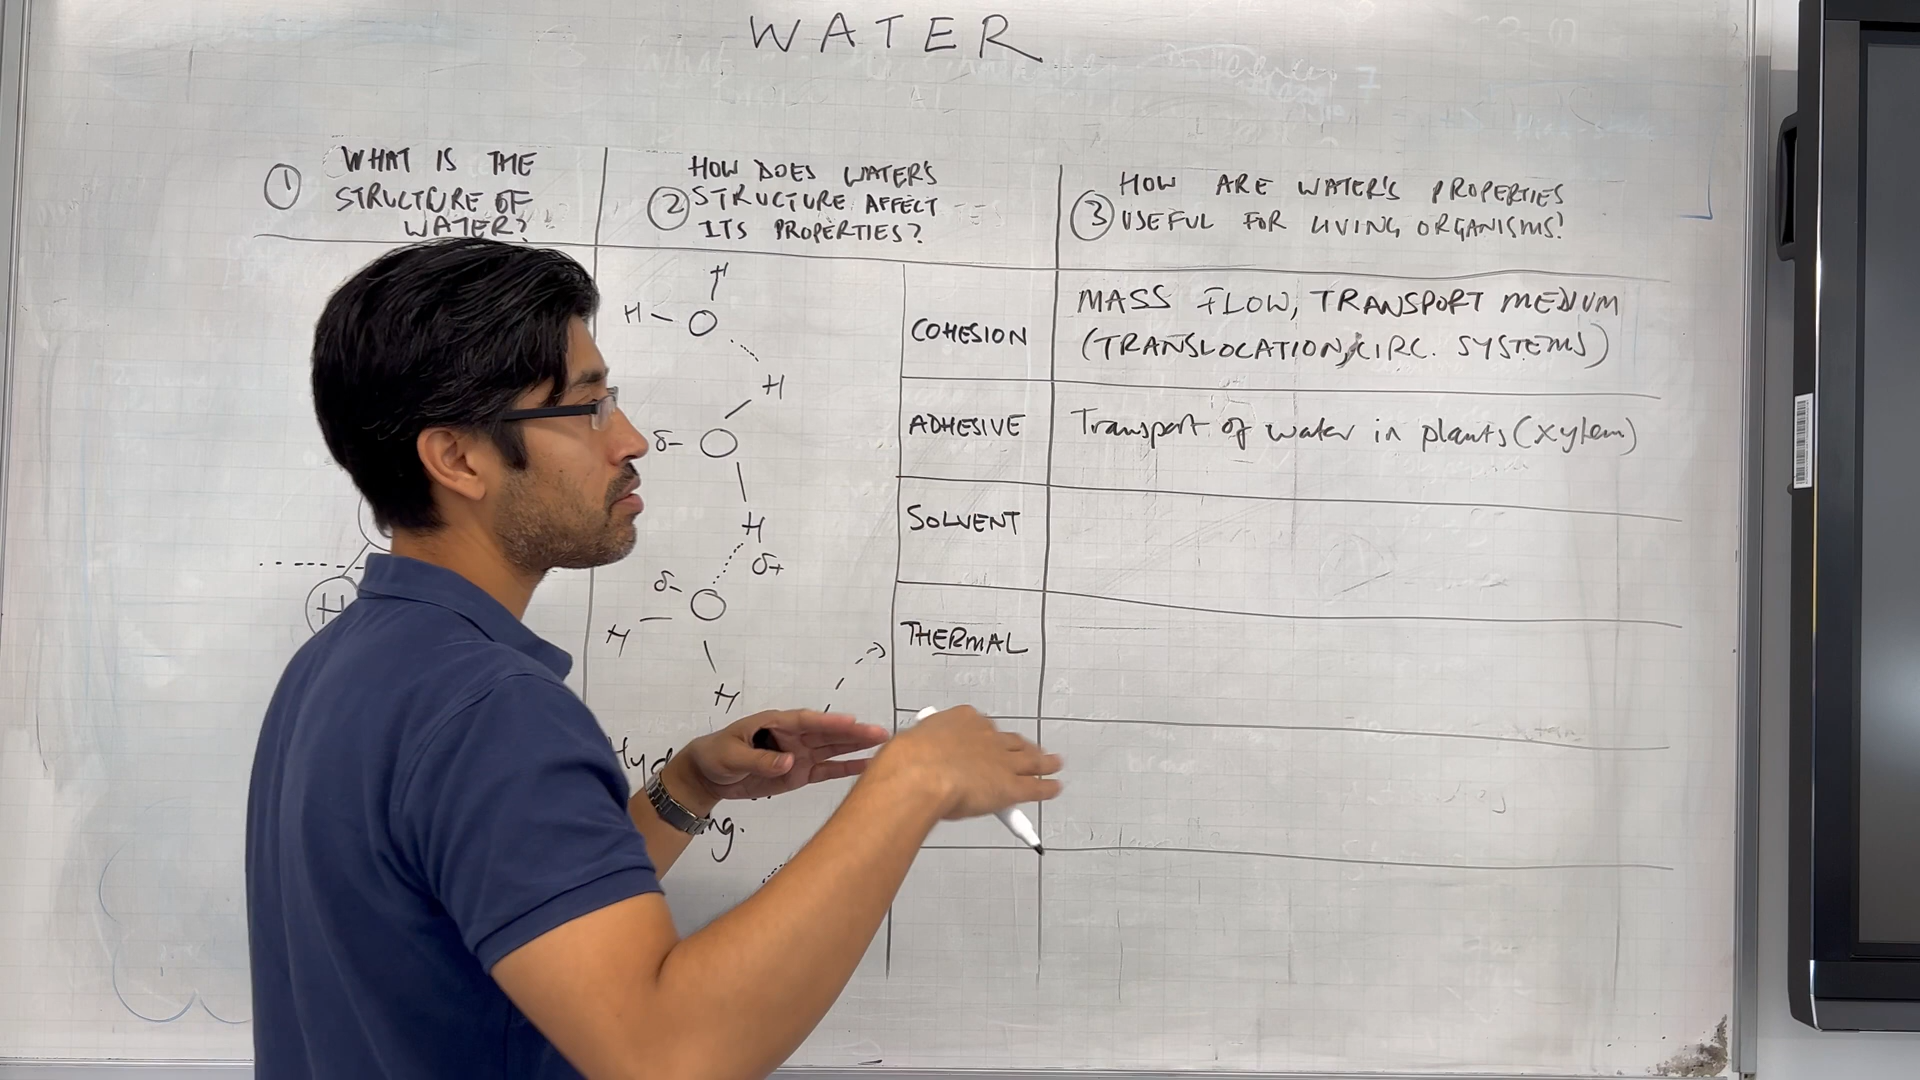 WATER
① WHAT IS THE
STRUCTURE OF
WATER?
HOW DOES WATER'S
② STRUCTURE AFFECT
ITS PROPERTIES?
HOW ARE WATER'S PROPERTIES
③ USEFUL FOR LIVING ORGANISMS?
H
H
O
H
δ-
O
H
δ+
δ-
O
H
H
H
COHESION
MASS FLOW, TRANSPORT MEDIUM
(TRANSLOCATION, CIRC. SYSTEMS)
ADHESIVE
Transport of water in plants (xylem)
SOLVENT
THERMAL